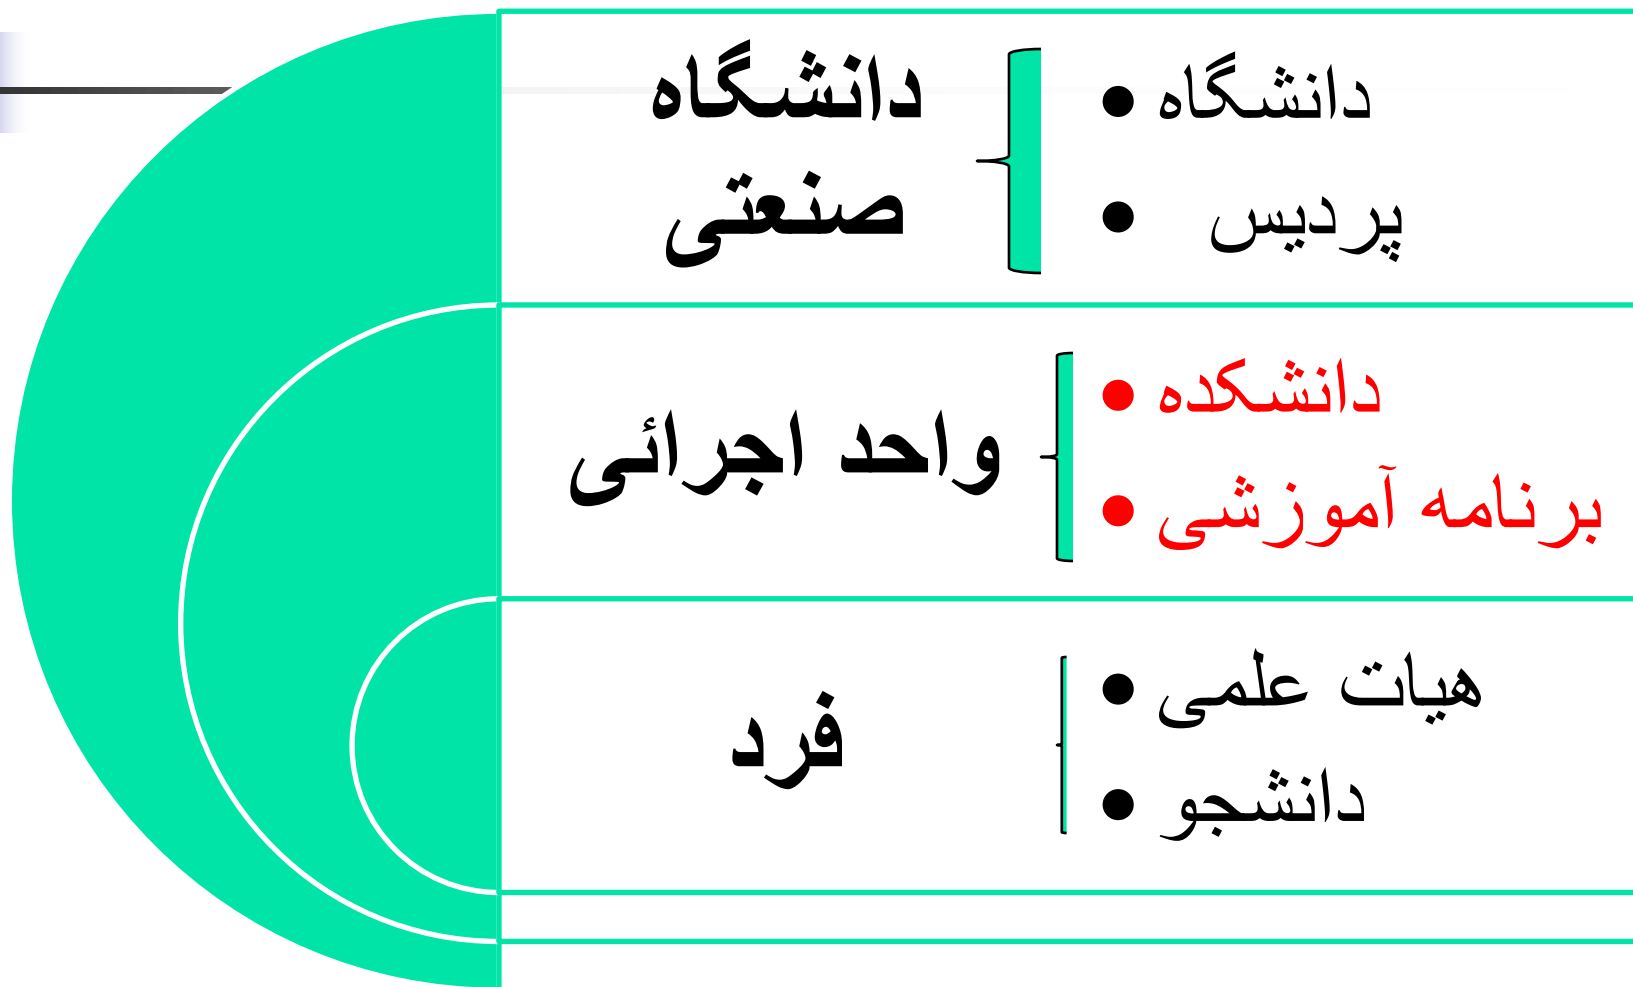 دانشگاه
صنعتی
• دانشگاه
• پردیس
واحد اجرائی
• دانشکده
• برنامه آموزشی
فرد
• هیات علمی
• دانشجو